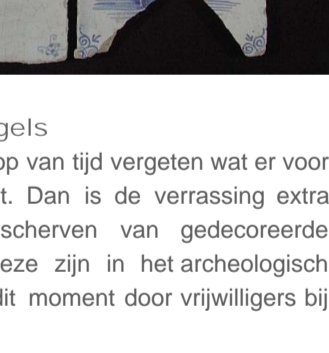 gels
op van tijd vergeten wat er voor
t. Dan is de verrassing extra
scherven van gedecoreerde
eze zijn in het archeologisch
dit moment door vrijwilligers bij